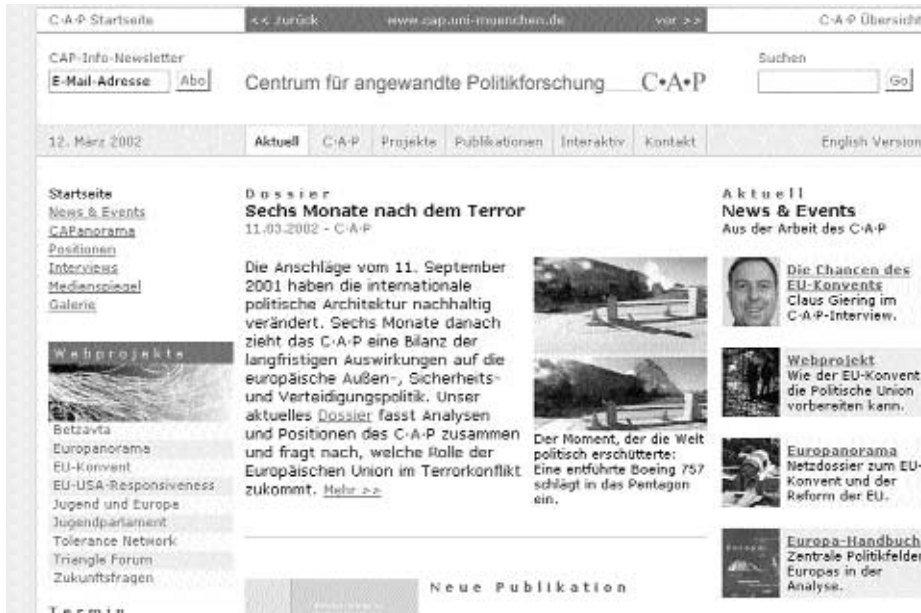 C·A·P Startseite
<< zurück www.cap.uni-muenchen.de vor >>
C·A·P Übersicht
CAP-Info-Newsletter
E-Mail-Adresse Abo
Centrum für angewandte Politikforschung C•A•P
Suchen
Go
12. März 2002
Aktuell C·A·P Projekte Publikationen Interaktiv Kontakt
English Version
Startseite
News & Events
CAPanorama
Positionen
Interviews
Medienspiegel
Galerie
Webprojekte
Betzavta
Europanorama
EU-Konvent
EU-USA-Responsiveness
Jugend und Europa
Jugendparlament
Tolerance Network
Triangle Forum
Zukunftsfragen
Termin
Dossier
Sechs Monate nach dem Terror
11.03.2002 - C·A·P
Die Anschläge vom 11. September
2001 haben die internationale
politische Architektur nachhaltig
verändert. Sechs Monate danach
zieht das C·A·P eine Bilanz der
langfristigen Auswirkungen auf die
europäische Außen-, Sicherheits-
und Verteidigungspolitik. Unser
aktuelles Dossier fasst Analysen
und Positionen des C·A·P zusammen
und fragt nach, welche Rolle der
Europäischen Union im Terrorkonflikt
zukommt. Mehr >>
Der Moment, der die Welt
politisch erschütterte:
Eine entführte Boeing 757
schlägt in das Pentagon
ein.
Neue Publikation
Aktuell
News & Events
Aus der Arbeit des C·A·P
Die Chancen des
EU-Konvents
Claus Giering im
C·A·P-Interview.
Webprojekt
Wie der EU-Konvent
die Politische Union
vorbereiten kann.
Europanorama
Netzdossier zum EU-
Konvent und der
Reform der EU.
Europa-Handbuch
Zentrale Politikfelder
Europas in der
Analyse.